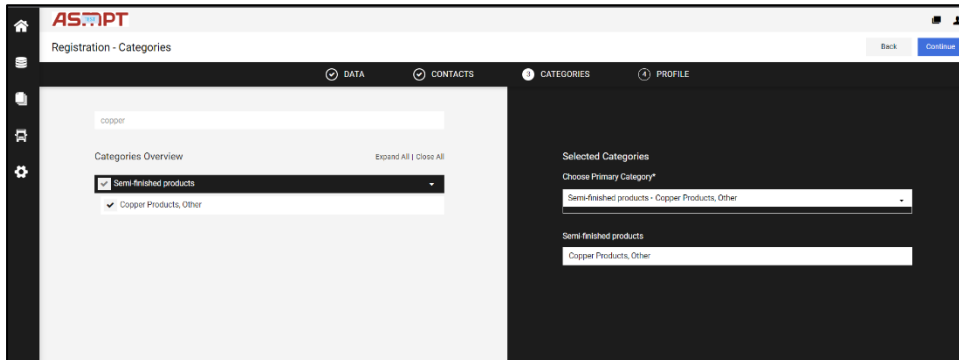 ASMPT
Registration - Categories
Back
Continue
DATA
CONTACTS
3 CATEGORIES
4 PROFILE
copper
Categories Overview
Expand All | Close All
Semi-finished products
Copper Products, Other
Selected Categories
Choose Primary Category*
Semi-finished products - Copper Products, Other
Semi-finished products
Copper Products, Other